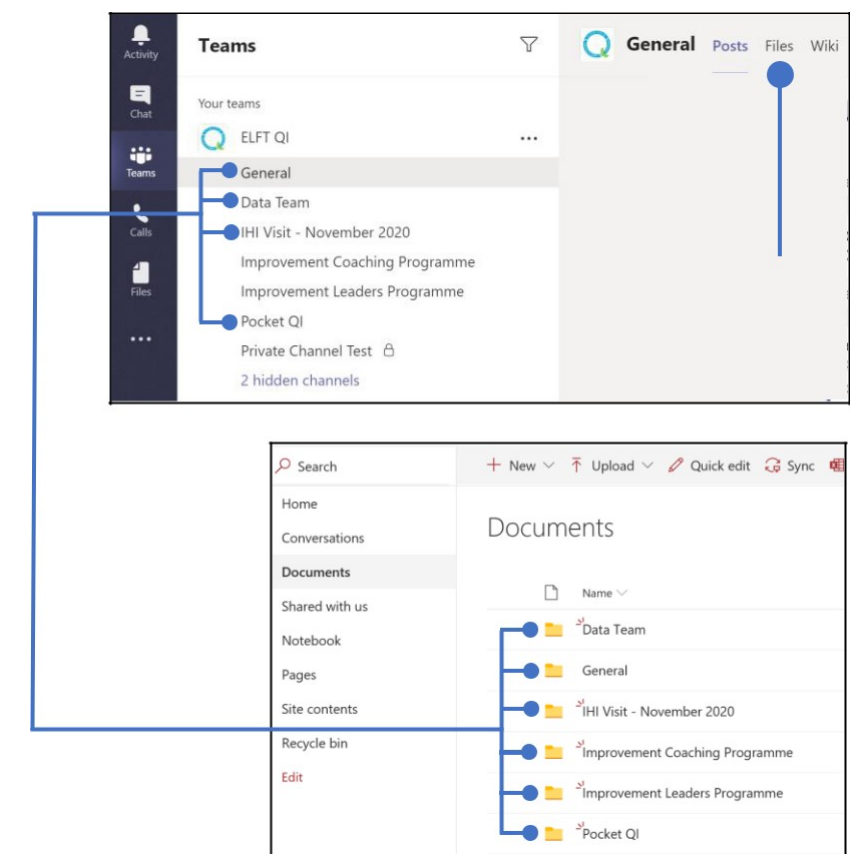 Activity
Chat
Teams
Calls
Files
Teams
Your teams
ELFT QI
General
Data Team
IHI Visit - November 2020
Improvement Coaching Programme
Improvement Leaders Programme
Pocket QI
Private Channel Test
2 hidden channels
General Posts Files Wiki
Search
Home
Conversations
Documents
Shared with us
Notebook
Pages
Site contents
Recycle bin
Edit
New Upload Quick edit Sync
Documents
Name
Data Team
General
IHI Visit - November 2020
Improvement Coaching Programme
Improvement Leaders Programme
Pocket QI